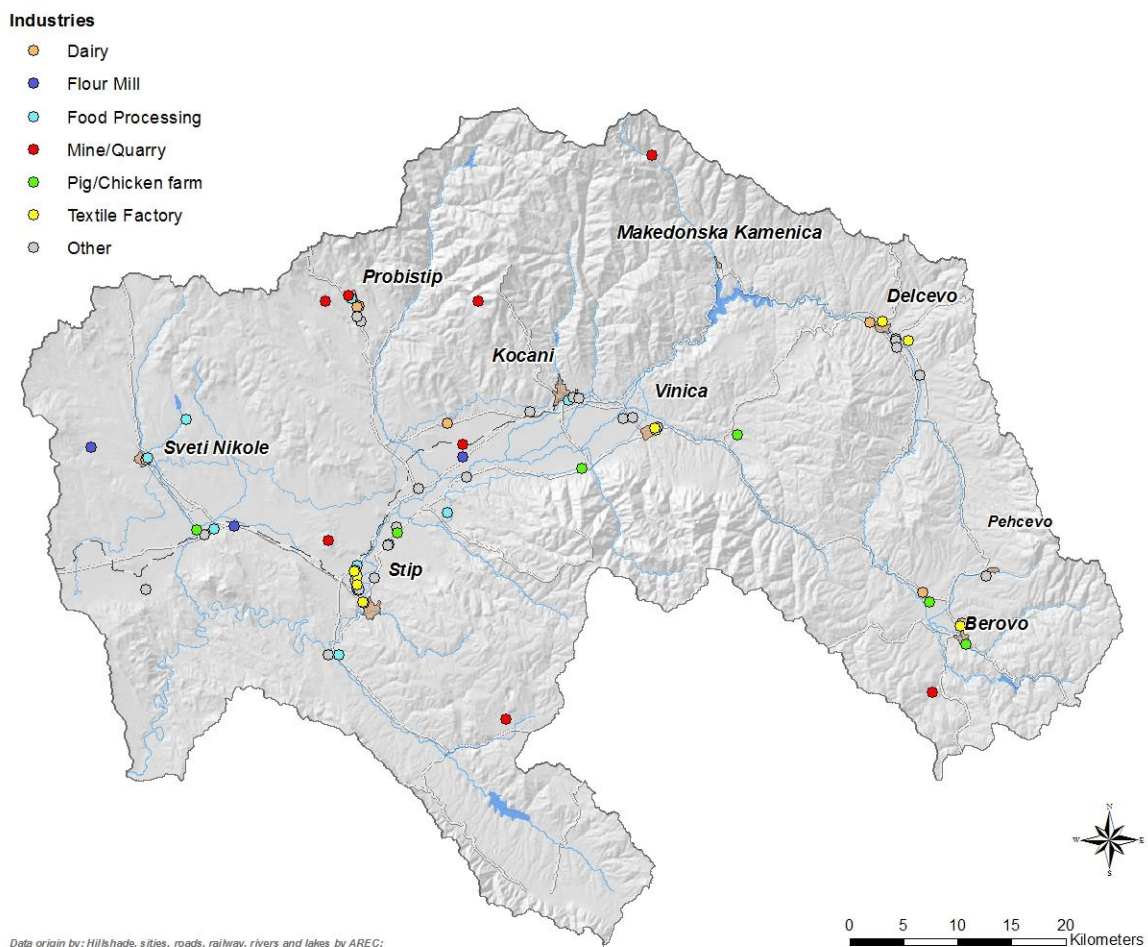 Industries
Dairy
Flour Mill
Food Processing
Mine/Quarry
Pig/Chicken farm
Textile Factory
Other
Makedonska Kamenica
Probistip
Delcevo
Kocani
Vinica
Sveti Nikole
Pehcevo
Stip
Berovo
N
W E
S
0 5 10 15 20
Kilometers
Data origin by: Hillshade, sities, roads, railway, rivers and lakes by AREC;